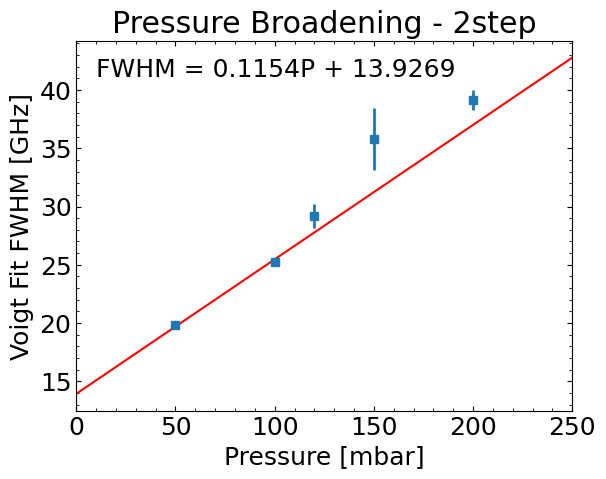 Pressure Broadening - 2step
FWHM = 0.1154P + 13.9269
Voigt Fit FWHM [GHz]
40
35
30
25
20
15
0 50 100 150 200 250
Pressure [mbar]